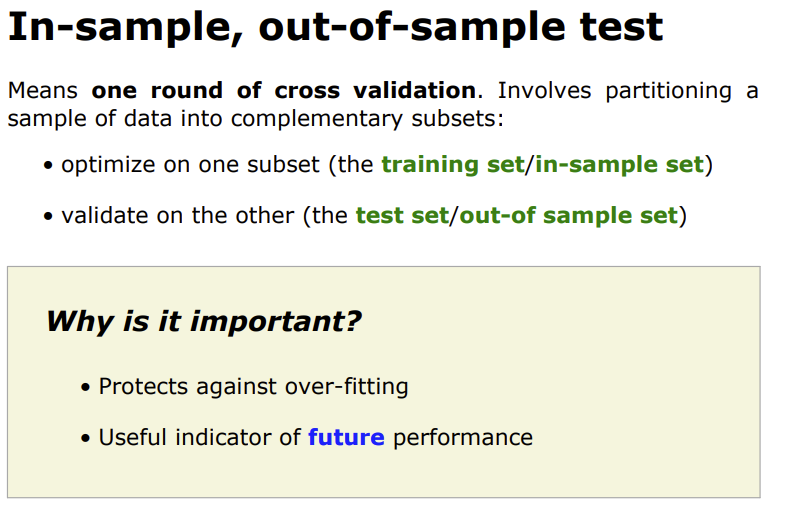 In-sample, out-of-sample test
Means one round of cross validation. Involves partitioning a
sample of data into complementary subsets:
• optimize on one subset (the training set/in-sample set)
• validate on the other (the test set/out-of sample set)
Why is it important?
• Protects against over-fitting
• Useful indicator of future performance